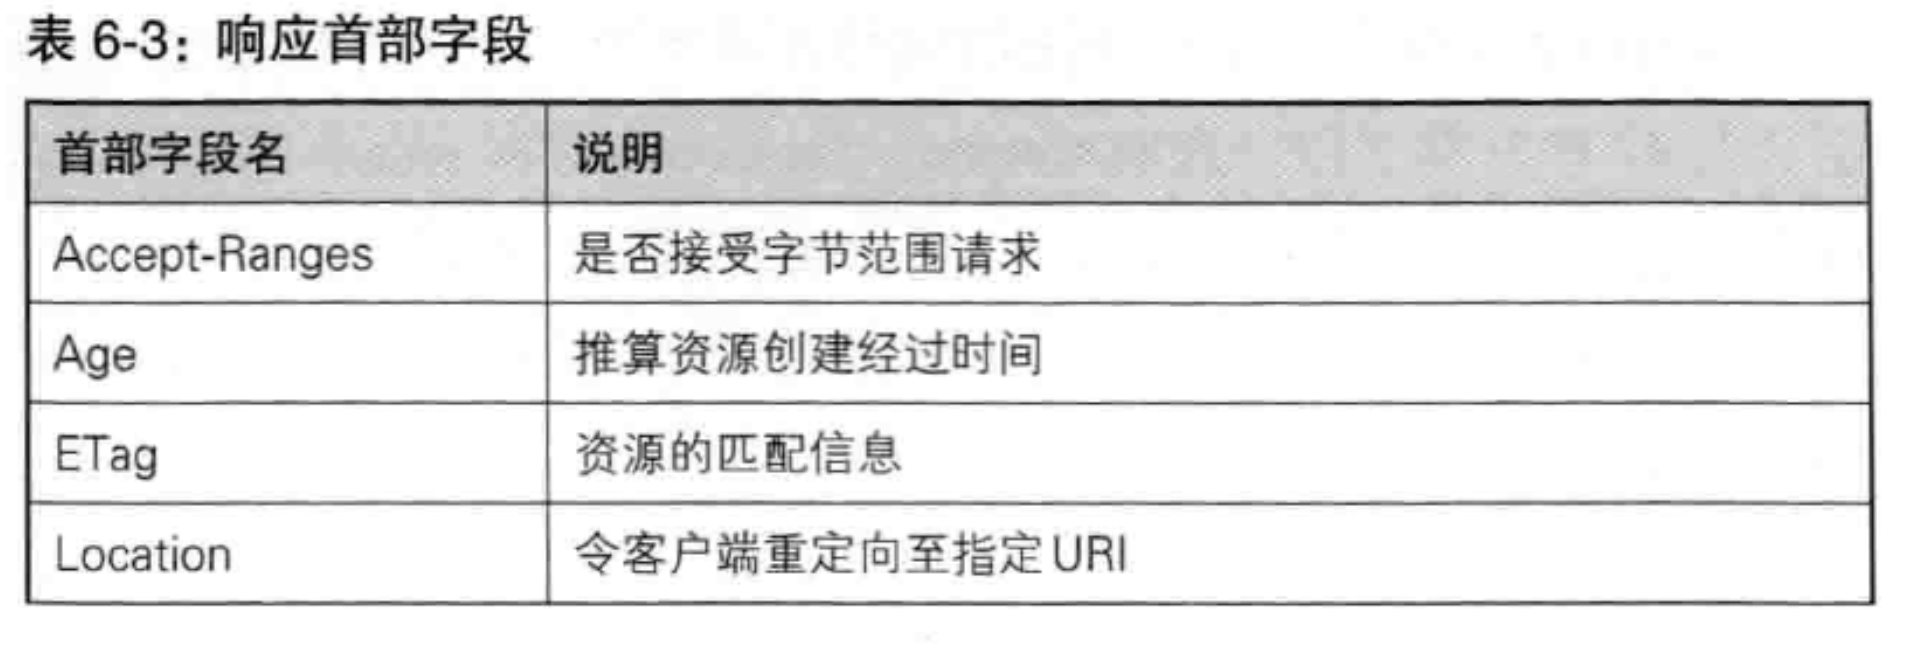 表 6-3：响应首部字段
首部字段名 说明
Accept-Ranges 是否接受字节范围请求
Age 推算资源创建经过时间
ETag 资源的匹配信息
Location 令客户端重定向至指定URI